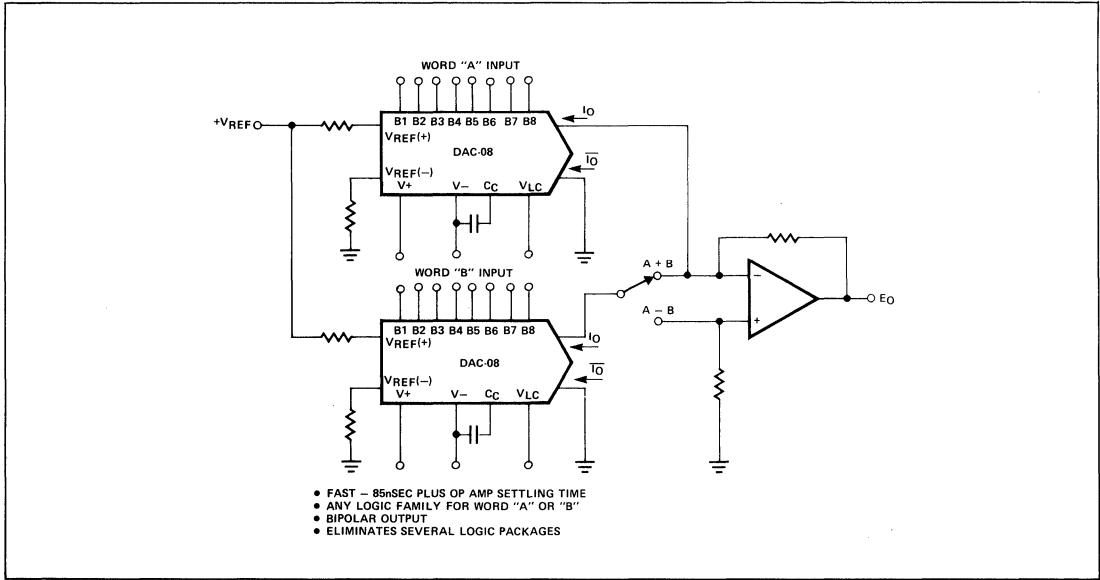 WORD "A" INPUT
B1 B2 B3 B4 B5 B6 B7 B8
+VREF
VREF(+)
IO
DAC-08
IO
VREF(−)
V+ V− CC VLC
WORD "B" INPUT
B1 B2 B3 B4 B5 B6 B7 B8
VREF(+)
IO
DAC-08
IO
VREF(−)
V+ V− CC VLC
A + B
A − B
−
+
EO
• FAST − 85nSEC PLUS OP AMP SETTLING TIME
• ANY LOGIC FAMILY FOR WORD "A" OR "B"
• BIPOLAR OUTPUT
• ELIMINATES SEVERAL LOGIC PACKAGES